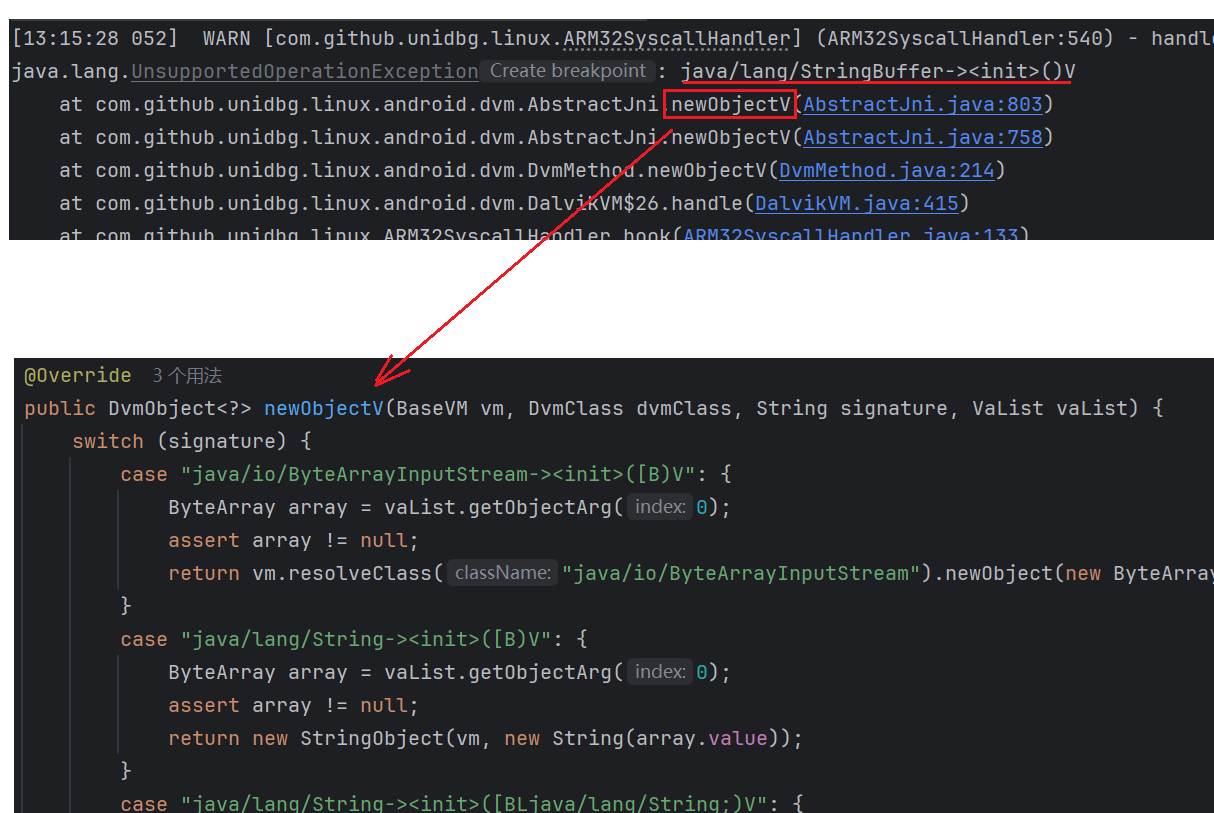 [13:15:28 052]  WARN [com.github.unidbg.linux.ARM32SyscallHandler] (ARM32SyscallHandler:540) - handle
java.lang.UnsupportedOperationException Create breakpoint : java/lang/StringBuffer-><init>()V
at com.github.unidbg.linux.android.dvm.AbstractJni.newObjectV(AbstractJni.java:803)
at com.github.unidbg.linux.android.dvm.AbstractJni.newObjectV(AbstractJni.java:758)
at com.github.unidbg.linux.android.dvm.DvmMethod.newObjectV(DvmMethod.java:214)
at com.github.unidbg.linux.android.dvm.DalvikVM$26.handle(DalvikVM.java:415)
at com.github.unidbg.linux.ARM32SyscallHandler.hook(ARM32SyscallHandler.java:133)
@Override 3 个用法
public DvmObject<?> newObjectV(BaseVM vm, DvmClass dvmClass, String signature, VaList vaList) {
switch (signature) {
case "java/io/ByteArrayInputStream-><init>([B)V": {
ByteArray array = vaList.getObjectArg( index: 0);
assert array != null;
return vm.resolveClass( className: "java/io/ByteArrayInputStream").newObject(new ByteArray
}
case "java/lang/String-><init>([B)V": {
ByteArray array = vaList.getObjectArg( index: 0);
assert array != null;
return new StringObject(vm, new String(array.value));
}
case "java/lang/String-><init>([BLjava/lang/String;)V": {